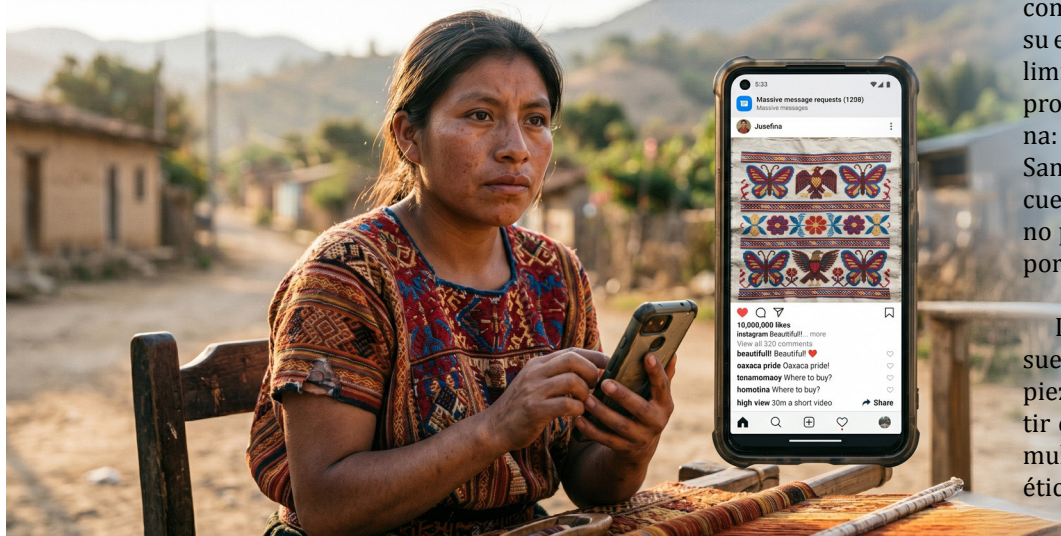 5:33
Massive message requests (1208)
Massive messages
Jusefina
10,000,000 likes
instagram Beauttifull!... more
View all 320 comments
beautifull! Beautiful! ❤️
oaxaca pride Oaxaca pride!
tonamomaoy Where to buy?
homotina Where to buy?
high view 30m a short video
Share
con
su e
lim
pro
na.
San
cue
no p
por
sue
piez
tir
mu
étic